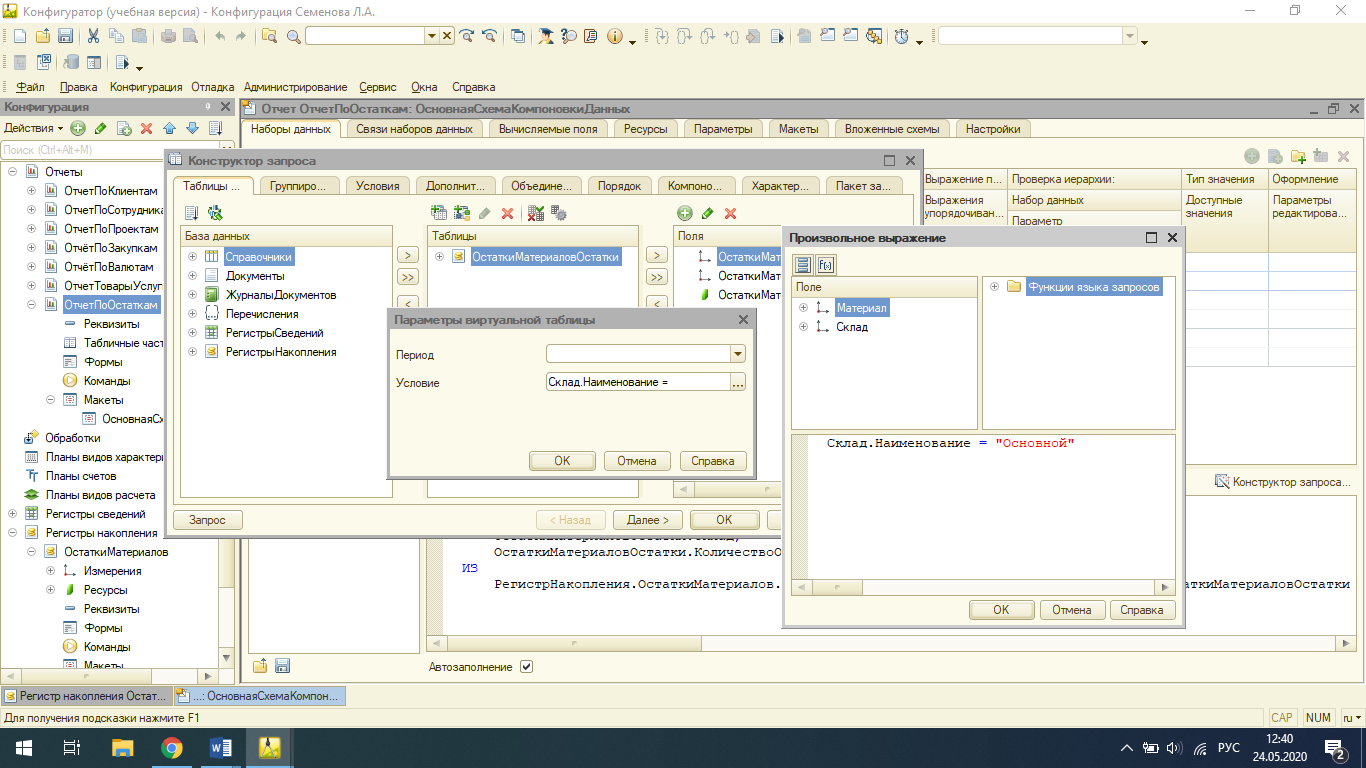 Конфигуратор (учебная версия) - Конфигурация Семенова Л.А.
Файл Правка Конфигурация Отладка Администрирование Сервис Окна Справка
Конфигурация
Действия
Поиск (Ctrl+Alt+M)
Отчеты
ОтчетПоКлиентам
ОтчетПоСотрудника
ОтчетПоПроектам
ОтчётПоЗакупкам
ОтчетПоВалютам
ОтчетТоварыУслуг
ОтчетПоОстаткам
Реквизиты
Табличные част
Формы
Команды
Макеты
ОсновнаяСх
Обработки
Планы видов характери
Планы счетов
Планы видов расчета
Регистры сведений
Регистры накопления
ОстаткиМатериалов
Измерения
Ресурсы
Реквизиты
Формы
Команды
Макеты
Отчет ОтчетПоОстаткам: ОсновнаяСхемаКомпоновкиДанных
Наборы данных Связи наборов данных Вычисляемые поля Ресурсы Параметры Макеты Вложенные схемы Настройки
Выражение п... Проверка иерархии: Тип значения Оформление
Выражения упорядочиван... Набор данных Доступные значения Параметры редактирова...
Параметр
Конструктор запроса...
Конструктор запроса
Таблицы ... Группиро... Условия Дополнит... Объедине... Порядок Компоно... Характер... Пакет за...
База данных
Справочники
Документы
ЖурналыДокументов
Перечисления
РегистрыСведений
РегистрыНакопления
Таблицы
ОстаткиМатериаловОстатки
Поля
ОстаткиМат
ОстаткиМат
ОстаткиМат
Запрос < Назад Далее > OK
Параметры виртуальной таблицы
Период
Условие Склад.Наименование = ...
OK Отмена Справка
Произвольное выражение
Поле
Материал
Склад
Функции языка запросов
Склад.Наименование = "Основной"
OK Отмена Справка
ОстаткиМатериаловОстатки.КоличествоО
ИЗ
РегистрНакопления.ОстаткиМатериалов. аткиМатериаловОстатки
Автозаполнение
Регистр накопления Остат... ...: ОсновнаяСхемаКомпон...
Для получения подсказки нажмите F1
CAP NUM ru
РУС
12:40
24.05.2020
2